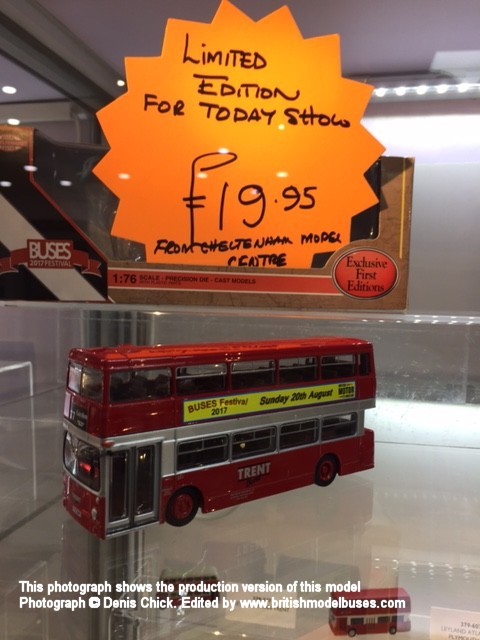 LIMITED
EDITION
FOR TODAY SHOW
£19.95
FROM CHELTENHAM MODEL
CENTRE
BUSES
2017 FESTIVAL
1:76 SCALE - PRECISION DIE - CAST MODELS
Exclusive
First
Editions
BUSES Festival
2017
Sunday 20th August
MOTOR
TRENT
This photograph shows the production version of this model
Photograph © Denis Chick. Edited by www.britishmodelbuses.com